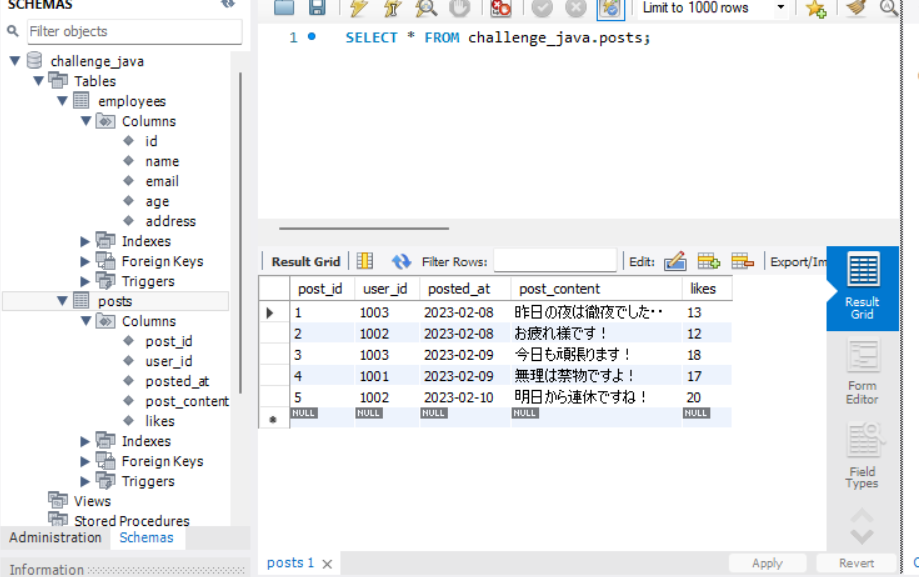 SCHEMAS
Filter objects
challenge_java
Tables
employees
Columns
id
name
email
age
address
Indexes
Foreign Keys
Triggers
posts
Columns
post_id
user_id
posted_at
post_content
likes
Indexes
Foreign Keys
Triggers
Views
Stored Procedures
Administration Schemas
Information
Limit to 1000 rows
1 SELECT * FROM challenge_java.posts;
Result Grid Filter Rows: Edit: Export/Im
post_id user_id posted_at post_content likes
1 1003 2023-02-08 昨日の夜は徹夜でした・・ 13
2 1002 2023-02-08 お疲れ様です! 12
3 1003 2023-02-09 今日も頑張ります! 18
4 1001 2023-02-09 無理は禁物ですよ! 17
5 1002 2023-02-10 明日から連休ですね! 20
NULL NULL NULL NULL NULL
Result
Grid
Form
Editor
Field
Types
posts 1
Apply Revert